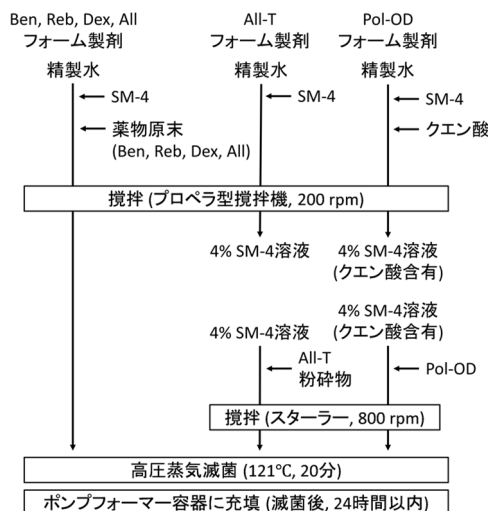 Ben, Reb, Dex, All
フォーム製剤
All-T
フォーム製剤
Pol-OD
フォーム製剤
精製水
精製水
精製水
SM-4
SM-4
SM-4
薬物原末
(Ben, Reb, Dex, All)
クエン酸
撹拌 (プロペラ型撹拌機, 200 rpm)
4% SM-4溶液
4% SM-4溶液
(クエン酸含有)
4% SM-4溶液
4% SM-4溶液
(クエン酸含有)
All-T
粉砕物
Pol-OD
撹拌 (スターラー, 800 rpm)
高圧蒸気滅菌 (121℃, 20分)
ポンプフォーマー容器に充填 (滅菌後, 24時間以内)